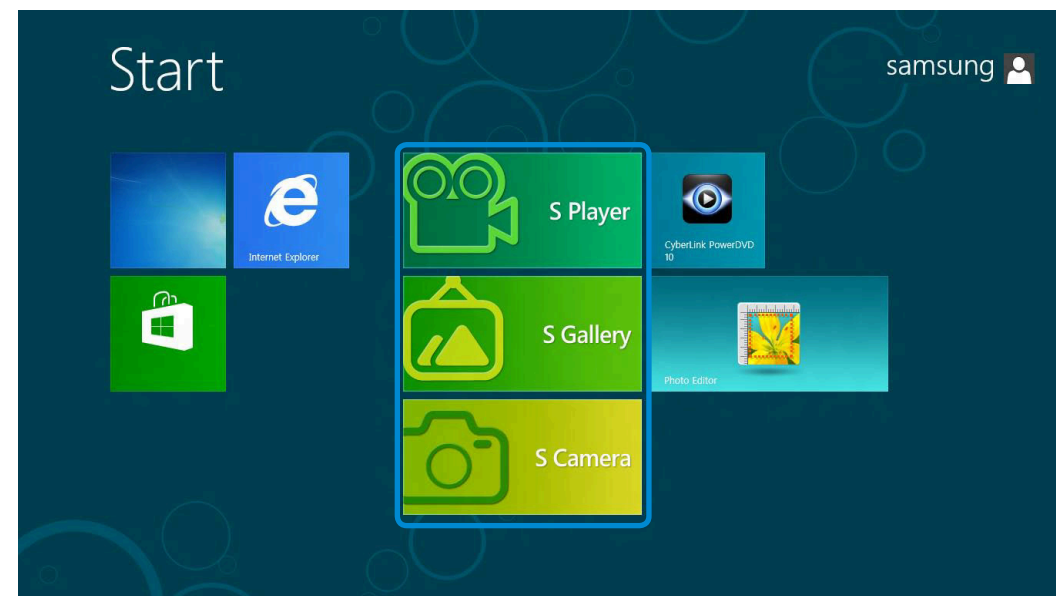 Start
samsung
Internet Explorer
S Player
CyberLink PowerDVD
10
S Gallery
Photo Editor
S Camera